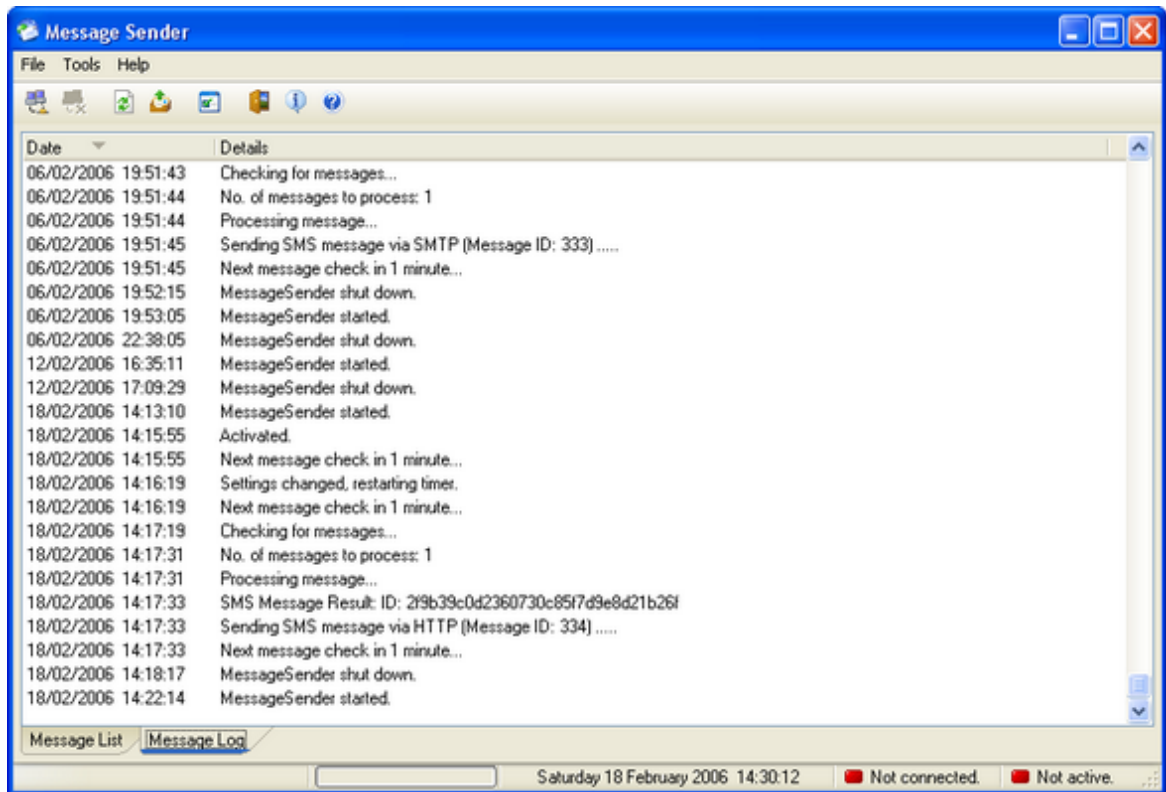 Message Sender
File Tools Help
Date Details
06/02/2006 19:51:43 Checking for messages...
06/02/2006 19:51:44 No. of messages to process: 1
06/02/2006 19:51:44 Processing message...
06/02/2006 19:51:45 Sending SMS message via SMTP (Message ID: 333) .....
06/02/2006 19:51:45 Next message check in 1 minute...
06/02/2006 19:52:15 MessageSender shut down.
06/02/2006 19:53:05 MessageSender started.
06/02/2006 22:38:05 MessageSender shut down.
12/02/2006 16:35:11 MessageSender started.
12/02/2006 17:09:29 MessageSender shut down.
18/02/2006 14:13:10 MessageSender started.
18/02/2006 14:15:55 Activated.
18/02/2006 14:15:55 Next message check in 1 minute...
18/02/2006 14:16:19 Settings changed, restarting timer.
18/02/2006 14:16:19 Next message check in 1 minute...
18/02/2006 14:17:19 Checking for messages...
18/02/2006 14:17:31 No. of messages to process: 1
18/02/2006 14:17:31 Processing message...
18/02/2006 14:17:33 SMS Message Result: ID: 2f9b39c0d2360730c85f7d9e8d21b26f
18/02/2006 14:17:33 Sending SMS message via HTTP (Message ID: 334) .....
18/02/2006 14:17:33 Next message check in 1 minute...
18/02/2006 14:18:17 MessageSender shut down.
18/02/2006 14:22:14 MessageSender started.
Message List Message Log
Saturday 18 February 2006 14:30:12 Not connected. Not active.